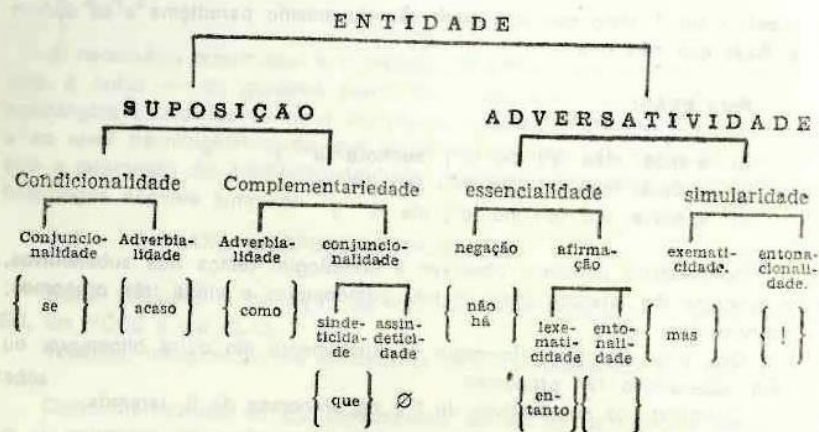 ENTIDADE
SUPOSIÇÃO
ADVERSATIVIDADE
Condicionalidade
Complementariedade
essencialidade
simularidade
Conjuncio-
nalidade
Adverbia-
lidade
Adverbia-
lidade
conjuncio-
nalidade
negação
afirma-
ção
exemati-
cidade.
entona-
cionali-
dade.
se
acaso
como
sinde-
ticida-
de
assin-
detici-
dade
não
há
lexe-
mati-
cidade
ento-
nali-
dade
mas
!
que
Ø
en-
tanto